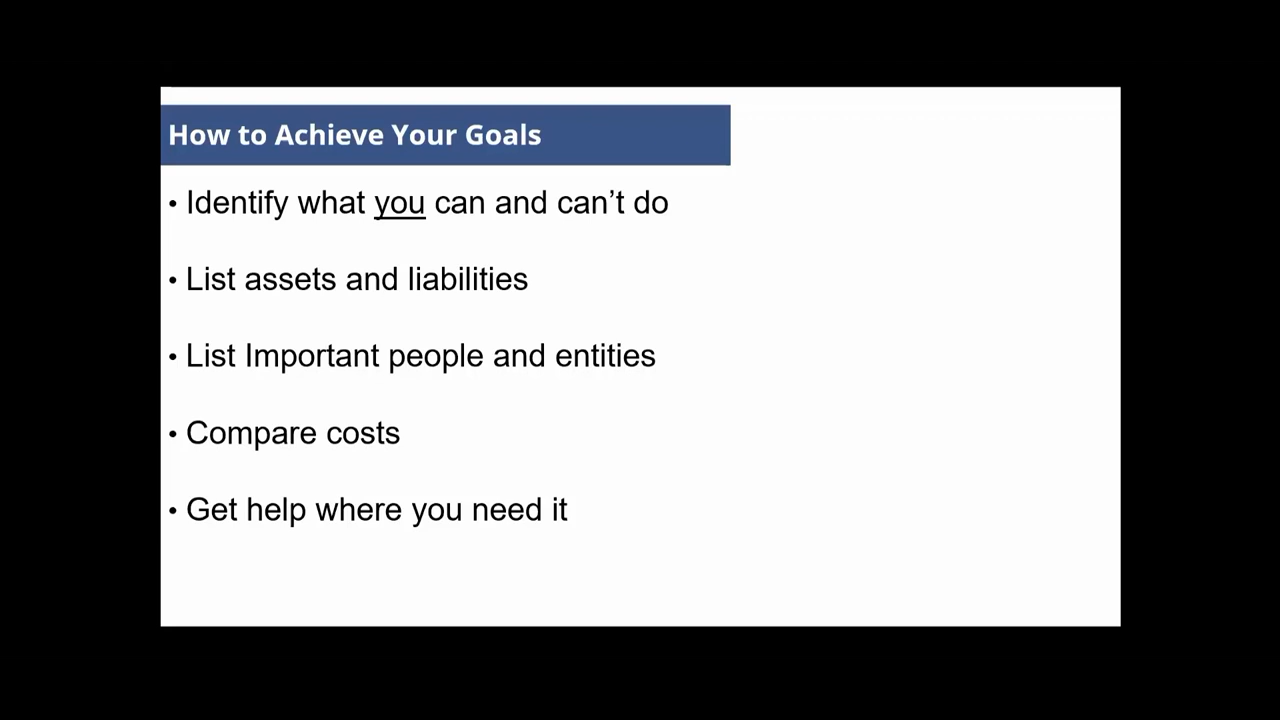 How to Achieve Your Goals
• Identify what you can and can’t do
• List assets and liabilities
• List Important people and entities
• Compare costs
• Get help where you need it